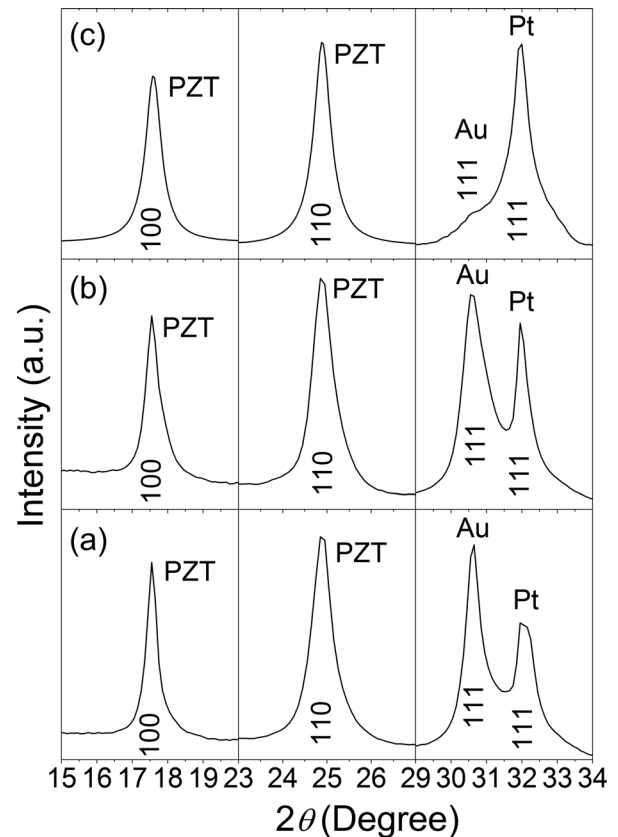 (c)
PZT
100
PZT
110
Pt
Au
111
111
(b)
PZT
100
PZT
110
Au
Pt
111
111
(a)
PZT
100
PZT
110
Au
Pt
111
111
15 16 17 18 19 23 24 25 26 29 30 31 32 33 34
Intensity (a.u.)
2θ (Degree)